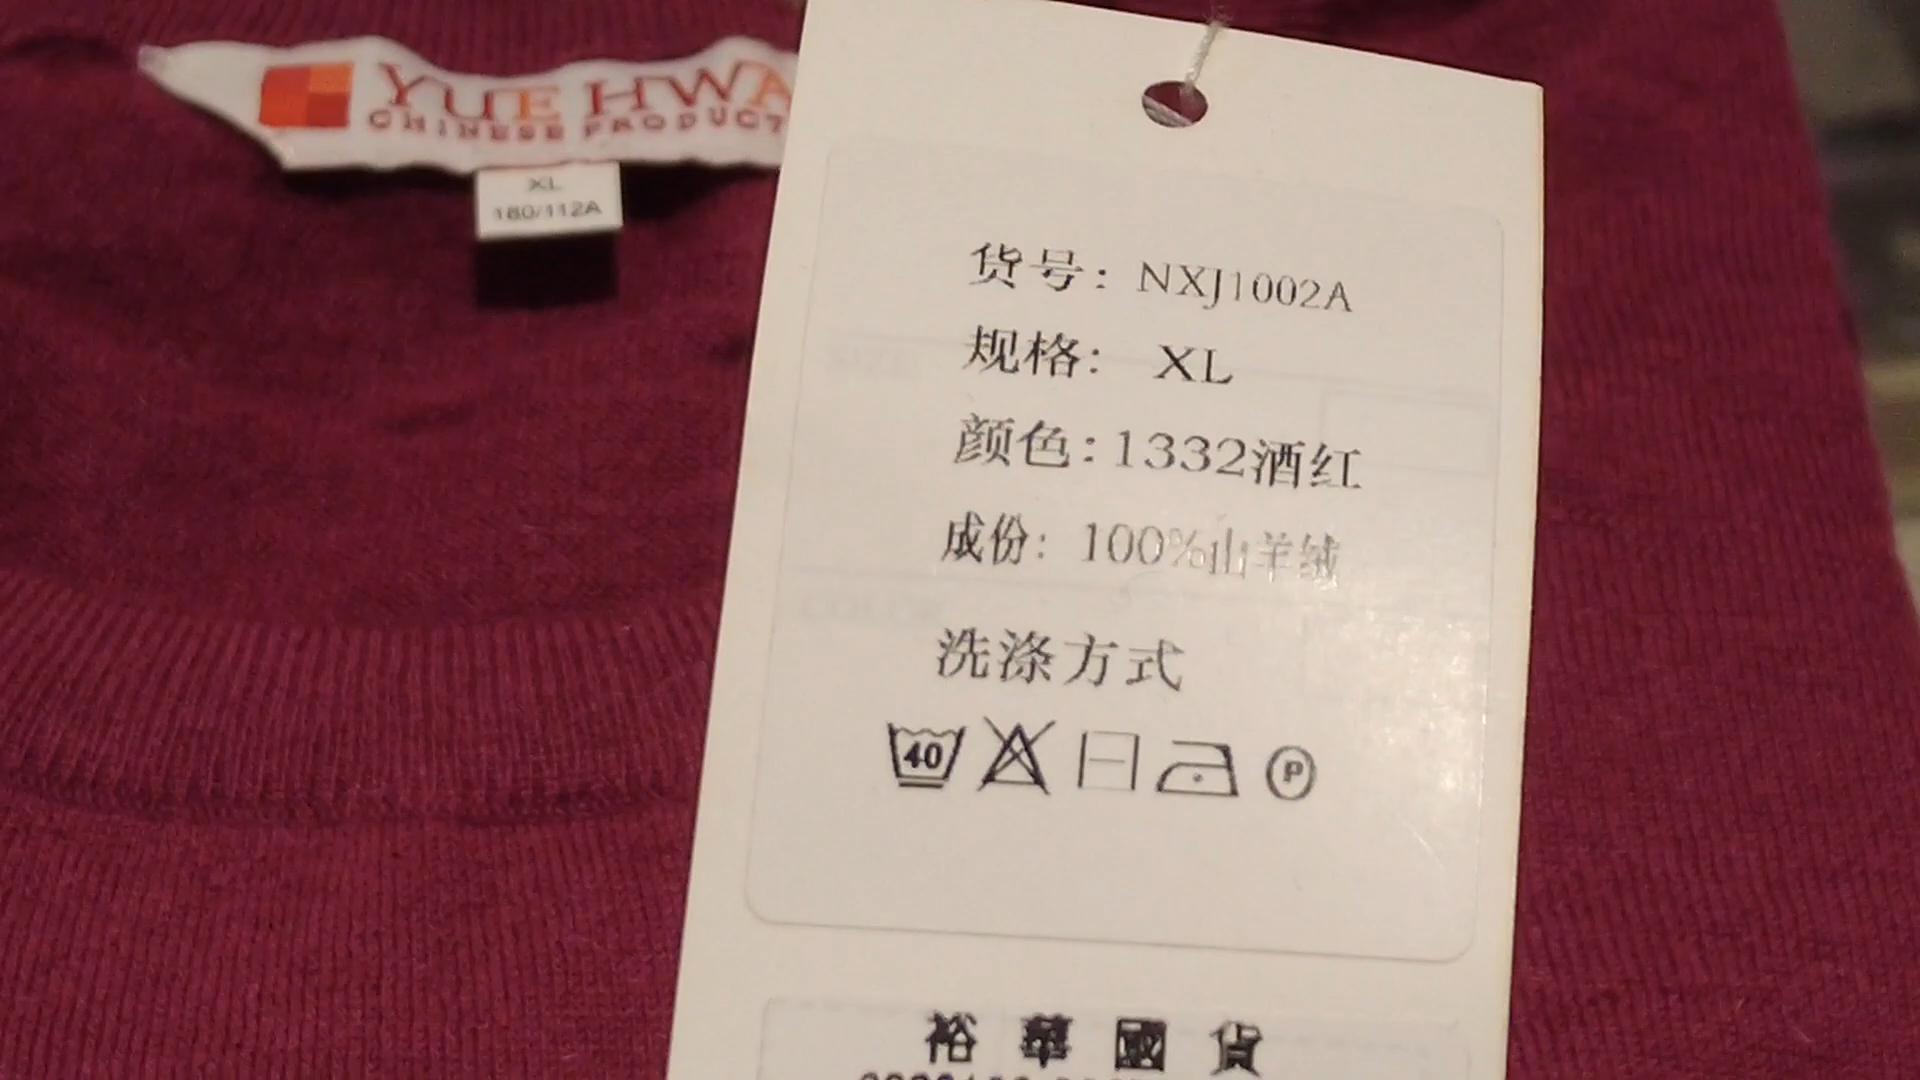 YUE HWA
CHINESE PRODUCT
XL
180/112A
货号: NXJ1002A
规格: XL
颜色:1332酒红
成份: 100%山羊绒
洗涤方式
40
P
裕華國貨